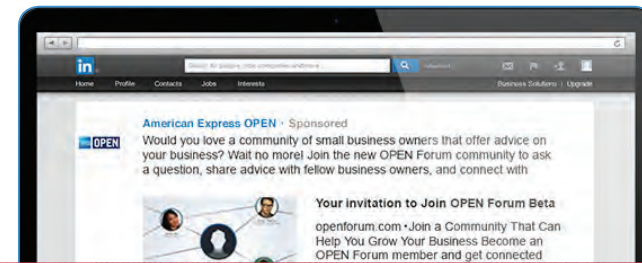 in
Home Profile Contacts Jobs Interests Business Solutions | Upgrade
American Express OPEN · Sponsored
OPEN
Would you love a community of small business owners that offer advice on
your business? Wait no more! Join the new OPEN Forum community to ask
a question, share advice with fellow business owners, and connect with
Your invitation to Join OPEN Forum Beta
openforum.com • Join a Community That Can
Help You Grow Your Business Become an
OPEN Forum member and get connected